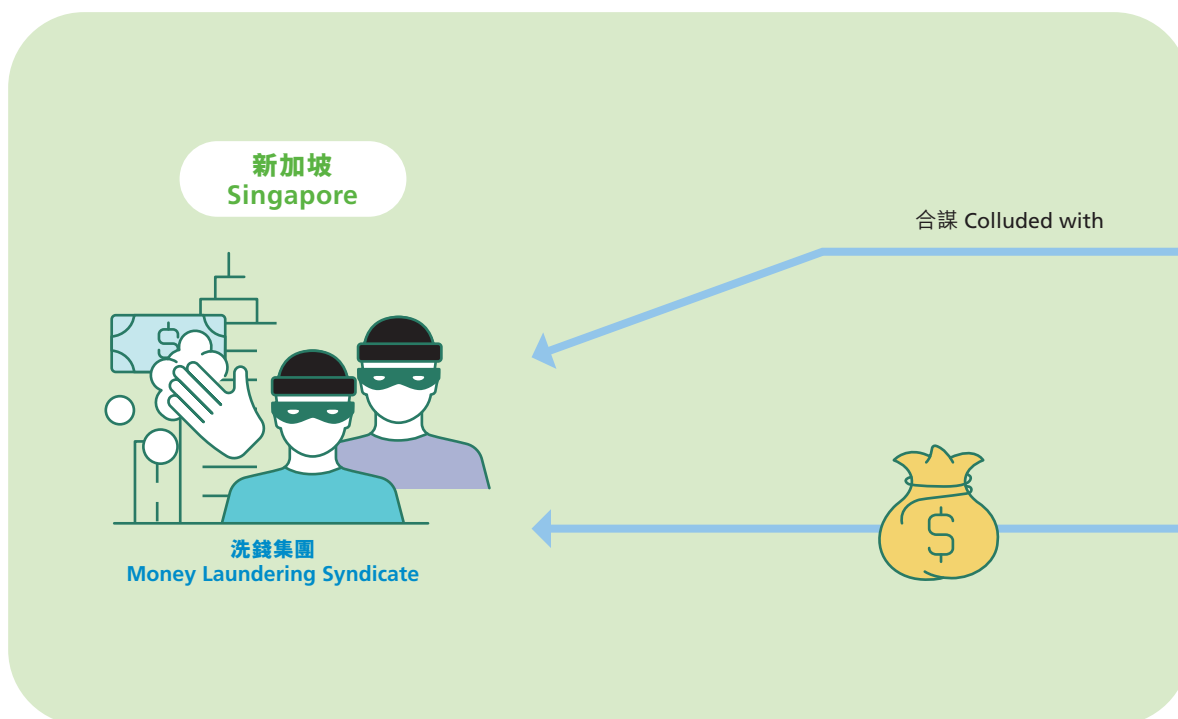 新加坡
Singapore
合謀 Colluded with
$
$
洗錢集團
Money Laundering Syndicate